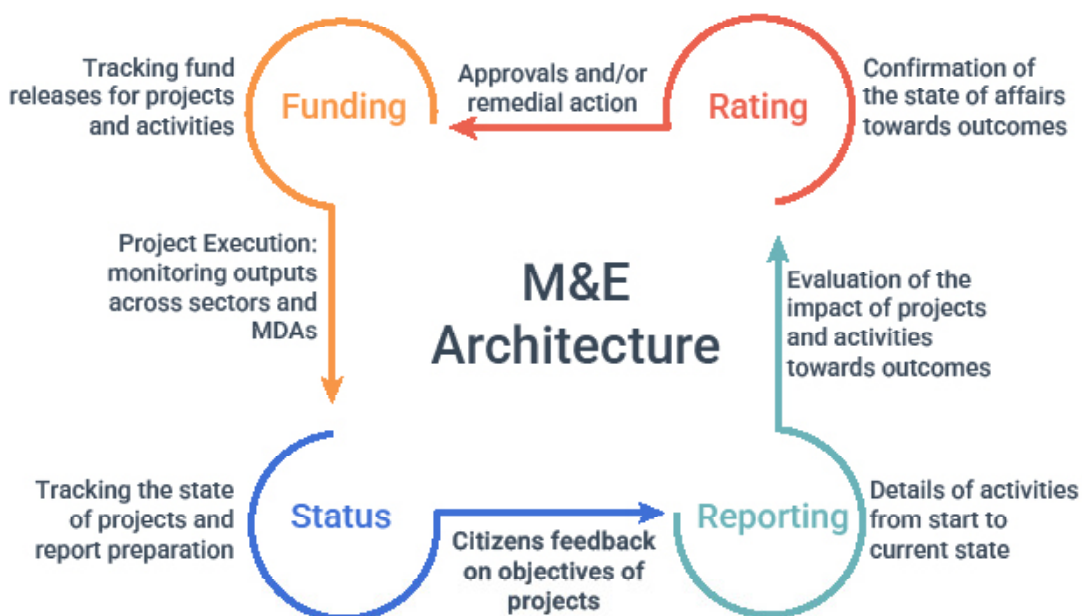 Tracking fund
releases for projects
and activities
Funding
Approvals and/or
remedial action
Rating
Confirmation of
the state of affairs
towards outcomes
Project Execution:
monitoring outputs
across sectors and
MDAs
M&E
Architecture
Evaluation of the
impact of projects
and activities
towards outcomes
Tracking the state
of projects and
report preparation
Status
Citizens feedback
on objectives of
projects
Reporting
Details of activities
from start to
current state